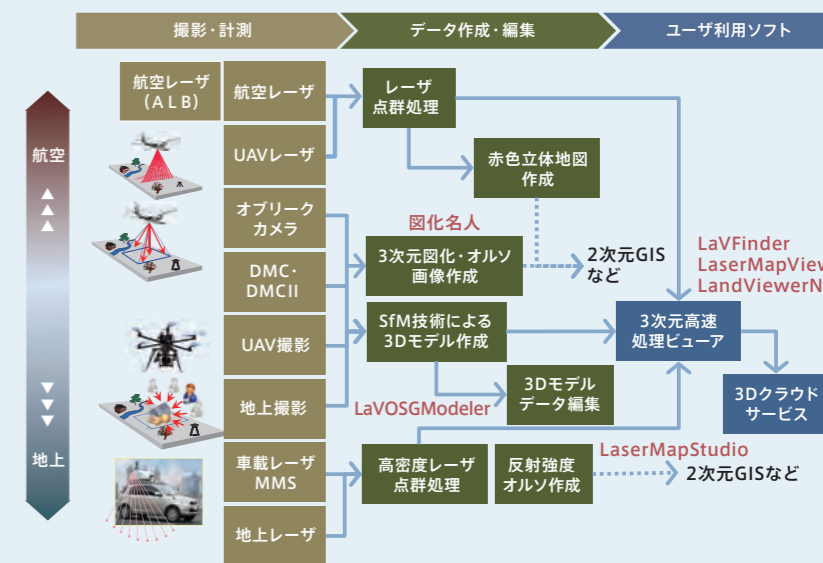 撮影・計測
データ作成・編集
ユーザ利用ソフト
航空
▲
▲
▲
▼
▼
▼
地上
航空レーザ
(ALB)
航空レーザ
UAVレーザ
オブリーク
カメラ
DMC・
DMCII
UAV撮影
地上撮影
車載レーザ
MMS
地上レーザ
レーザ
点群処理
赤色立体地図
作成
図化名人
3次元図化・オルソ
画像作成
2次元GIS
など
SfM技術による
3Dモデル作成
LaVOSGModeler
3Dモデル
データ編集
高密度レーザ
点群処理
反射強度
オルソ作成
LaserMapStudio
2次元GISなど
LaVFinder
LaserMapView
LandViewerN
3次元高速
処理ビューア
3Dクラウド
サービス